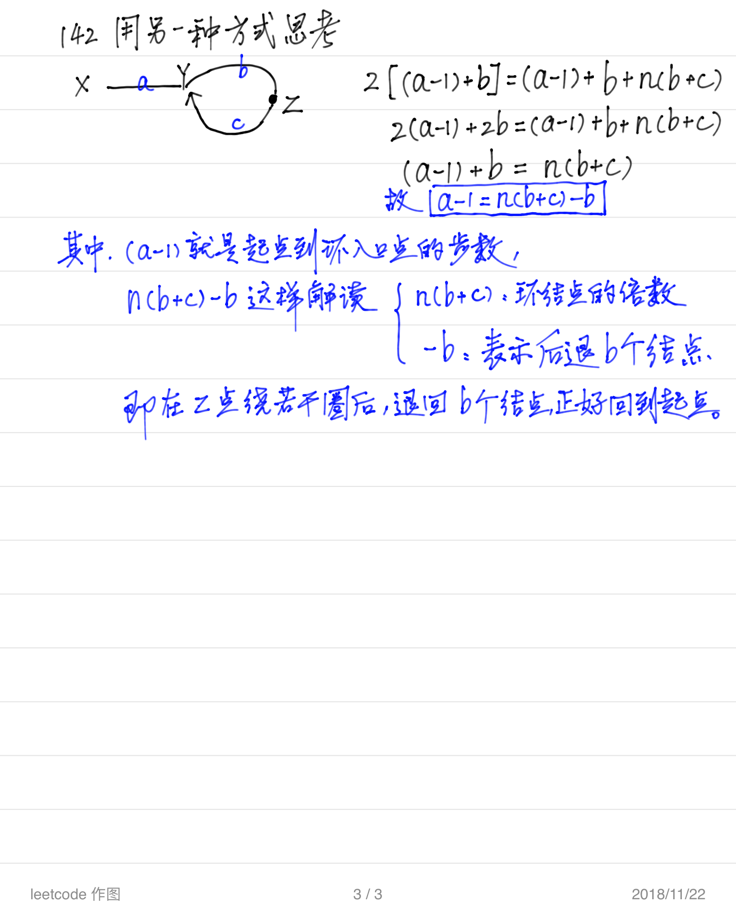 142 用另一种方式思考
X a Y b Z c
2[(a-1)+b]=(a-1)+b+n(b+c)
2(a-1)+2b=(a-1)+b+n(b+c)
(a-1)+b=n(b+c)
故 a-1=n(b+c)-b
其中,(a-1)就是起点到环入口点的步数,
n(b+c)-b 这样解读 { n(b+c):环结点的倍数
-b:表示后退b个结点、
即在Z点绕若干圈后,退回b个结点,正好回到起点。
leetcode 作图 3 / 3 2018/11/22